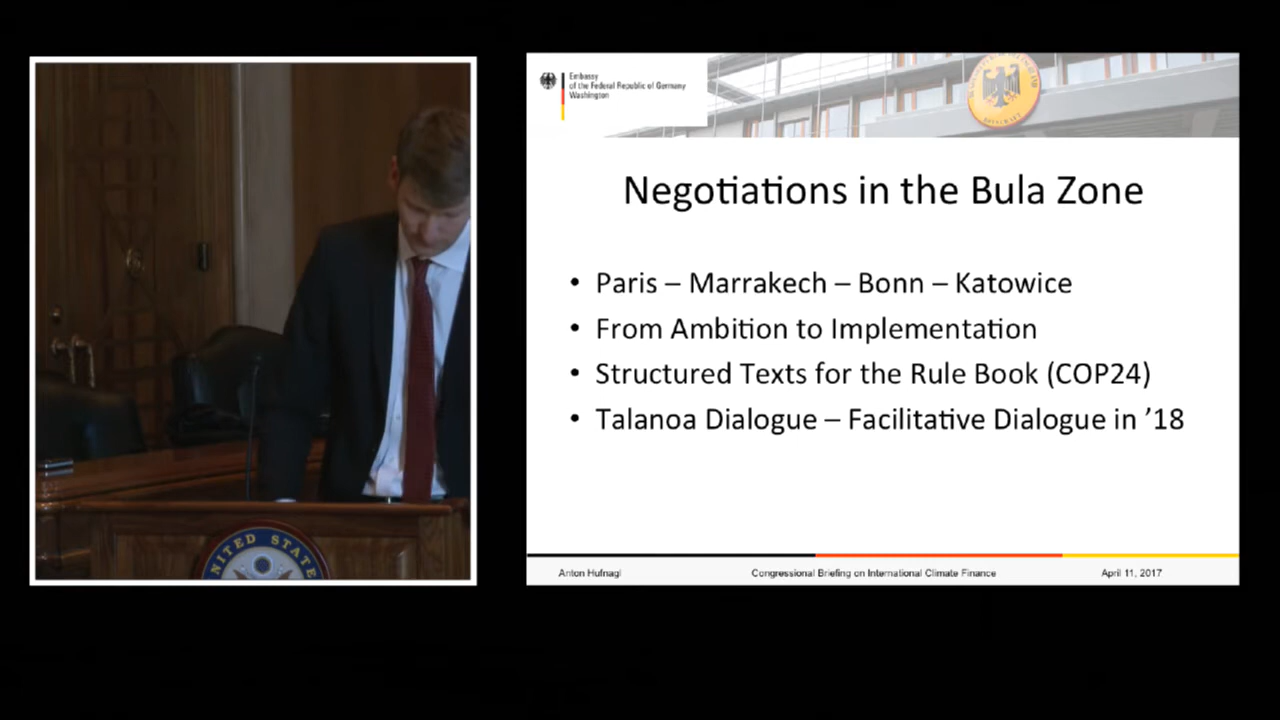 Embassy
of the Federal Republic of Germany
Washington
Negotiations in the Bula Zone
• Paris – Marrakech – Bonn – Katowice
• From Ambition to Implementation
• Structured Texts for the Rule Book (COP24)
• Talanoa Dialogue – Facilitative Dialogue in ’18
Anton Hufnagl Congressional Briefing on International Climate Finance April 11, 2017
UNITED STATE